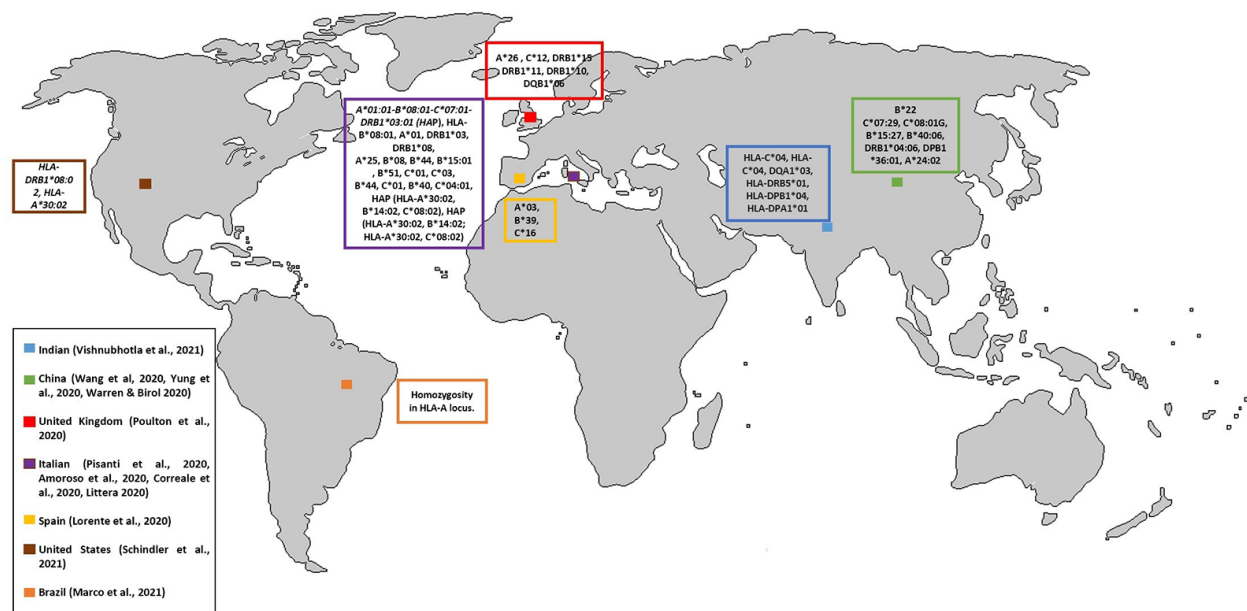 A*26 , C*12, DRB1*15
DRB1*11, DRB1*10,
DQB1*06
A*01:01-B*08:01-C*07:01-
DRB1*03:01 (HAP), HLA-
B*08:01, A*01, DRB1*03,
DRB1*08,
A*25, B*08, B*44, B*15:01
, B*51, C*01, C*03,
B*44, C*01, B*40, C*04:01,
HAP (HLA-A*30:02,
B*14:02, C*08:02), HAP
(HLA-A*30:02, B*14:02;
HLA-A*30:02, C*08:02)
B*22
C*07:29, C*08:01G,
B*15:27, B*40:06,
DRB1*04:06, DPB1
*36:01, A*24:02
HLA-C*04, HLA-
C*04, DQA1*03,
HLA-DRB5*01,
HLA-DPB1*04,
HLA-DPA1*01
HLA-
DRB1*08:0
2, HLA-
A*30:02
A*03,
B*39,
C*16
Homozygosity
in HLA-A locus.
Indian (Vishnubhotla et al., 2021)
China (Wang et al, 2020, Yung et
al., 2020, Warren & Birol 2020)
United Kingdom (Poulton et al.,
2020)
Italian (Pisanti et al., 2020,
Amoroso et al., 2020, Correale et
al., 2020, Littera 2020)
Spain (Lorente et al., 2020)
United States (Schindler et al.,
2021)
Brazil (Marco et al., 2021)